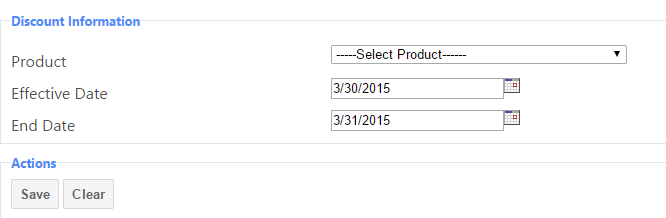 Discount Information
Product -----Select Product------
Effective Date 3/30/2015
End Date 3/31/2015
Actions
Save Clear